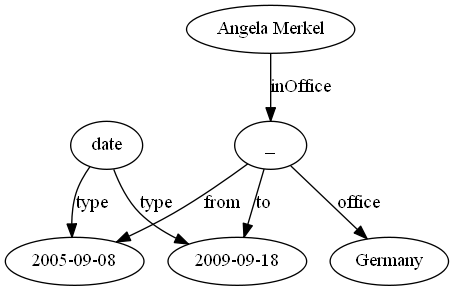 Angela Merkel
inOffice
date
_
type
type
from
to
office
2005-09-08
2009-09-18
Germany